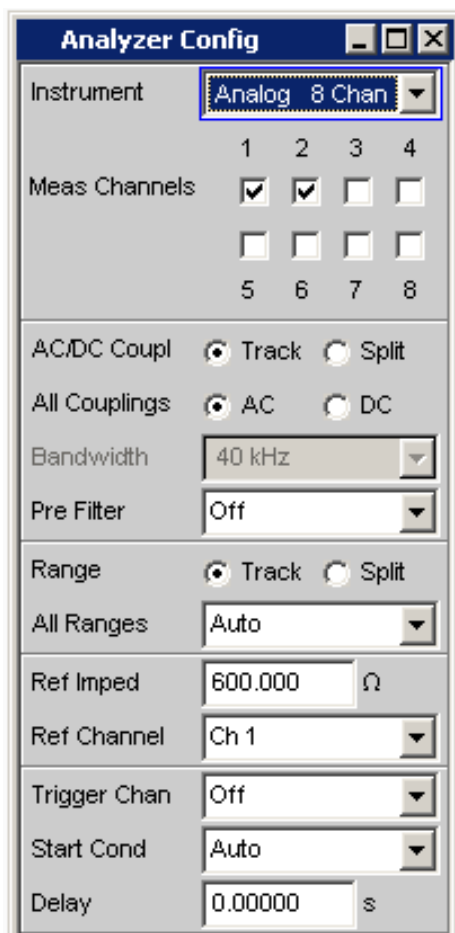 Analyzer Config
Instrument Analog 8 Chan
1 2 3 4
Meas Channels
5 6 7 8
AC/DC Coupl Track Split
All Couplings AC DC
Bandwidth 40 kHz
Pre Filter Off
Range Track Split
All Ranges Auto
Ref Imped 600.000 Ω
Ref Channel Ch 1
Trigger Chan Off
Start Cond Auto
Delay 0.00000 s